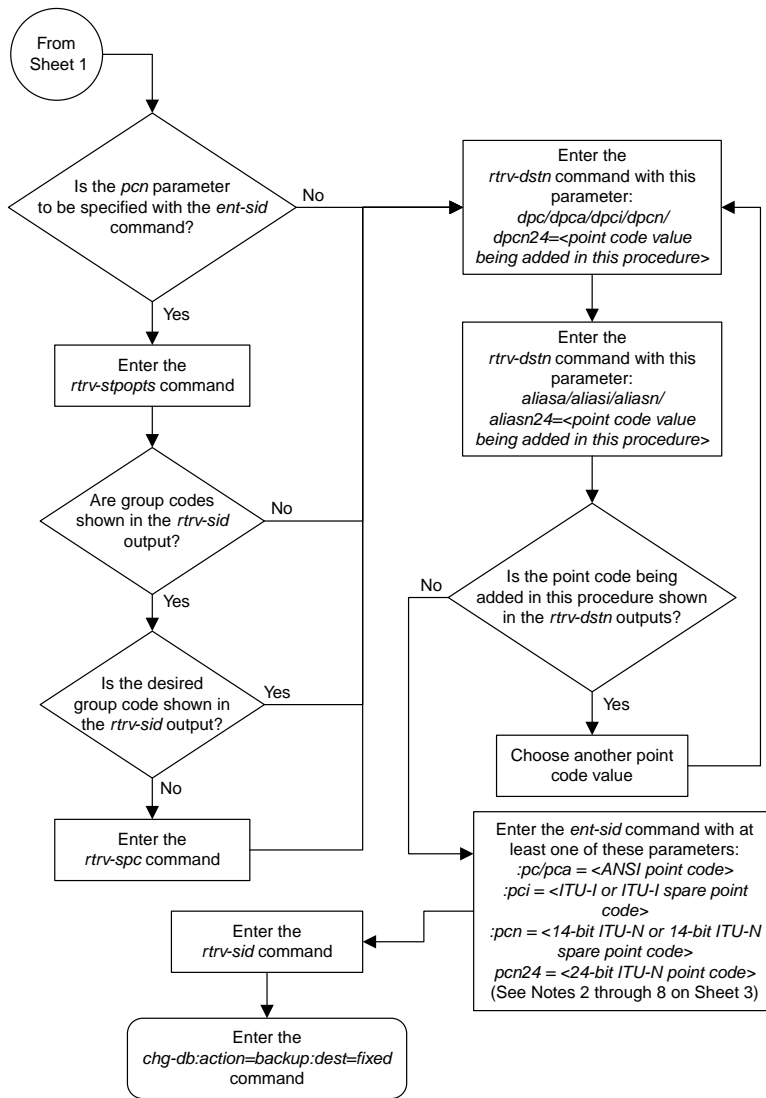 From
Sheet 1
Is the pcn parameter
to be specified with the ent-sid
command?
No
Yes
Enter the
rtrv-stpopts command
Are group codes
shown in the rtrv-sid
output?
No
Yes
Is the desired
group code shown in
the rtrv-sid output?
Yes
No
Enter the
rtrv-spc command
Enter the
rtrv-dstn command with this
parameter:
dpc/dpca/dpci/dpcn/
dpcn24=<point code value
being added in this procedure>
Enter the
rtrv-dstn command with this
parameter:
aliasa/aliasi/aliasn/
aliasn24=<point code value
being added in this procedure>
No
Is the point code being
added in this procedure shown
in the rtrv-dstn outputs?
Yes
Choose another point
code value
Enter the ent-sid command with at
least one of these parameters:
:pc/pca = <ANSI point code>
:pci = <ITU-I or ITU-I spare point
code>
:pcn = <14-bit ITU-N or 14-bit ITU-N
spare point code>
pcn24 = <24-bit ITU-N point code>
(See Notes 2 through 8 on Sheet 3)
Enter the
rtrv-sid command
Enter the
chg-db:action=backup:dest=fixed
command